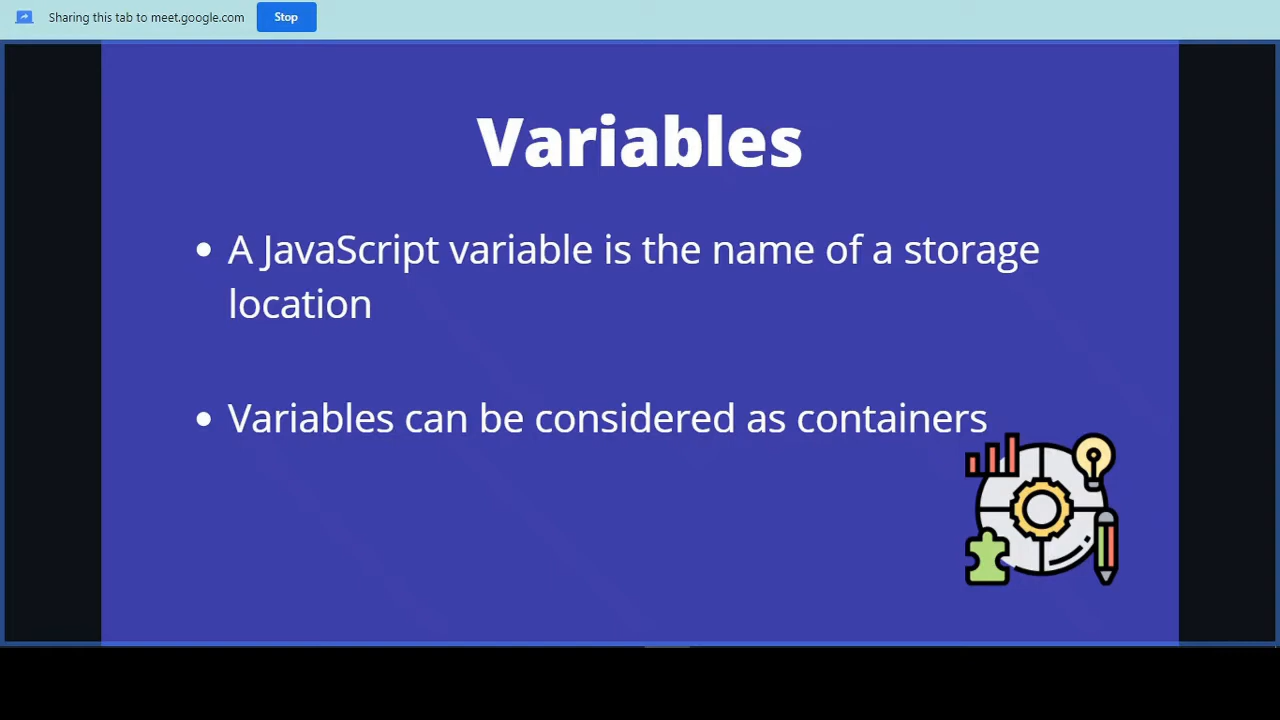 Sharing this tab to meet.google.com
Stop
Variables
• A JavaScript variable is the name of a storage
location
• Variables can be considered as containers